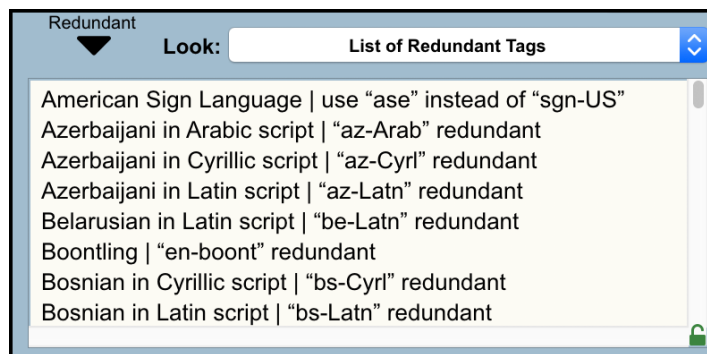 Redundant
Look: List of Redundant Tags
American Sign Language | use “ase” instead of “sgn-US”
Azerbaijani in Arabic script | “az-Arab” redundant
Azerbaijani in Cyrillic script | “az-Cyrl” redundant
Azerbaijani in Latin script | “az-Latn” redundant
Belarusian in Latin script | “be-Latn” redundant
Boontling | “en-boont” redundant
Bosnian in Cyrillic script | “bs-Cyrl” redundant
Bosnian in Latin script | “bs-Latn” redundant